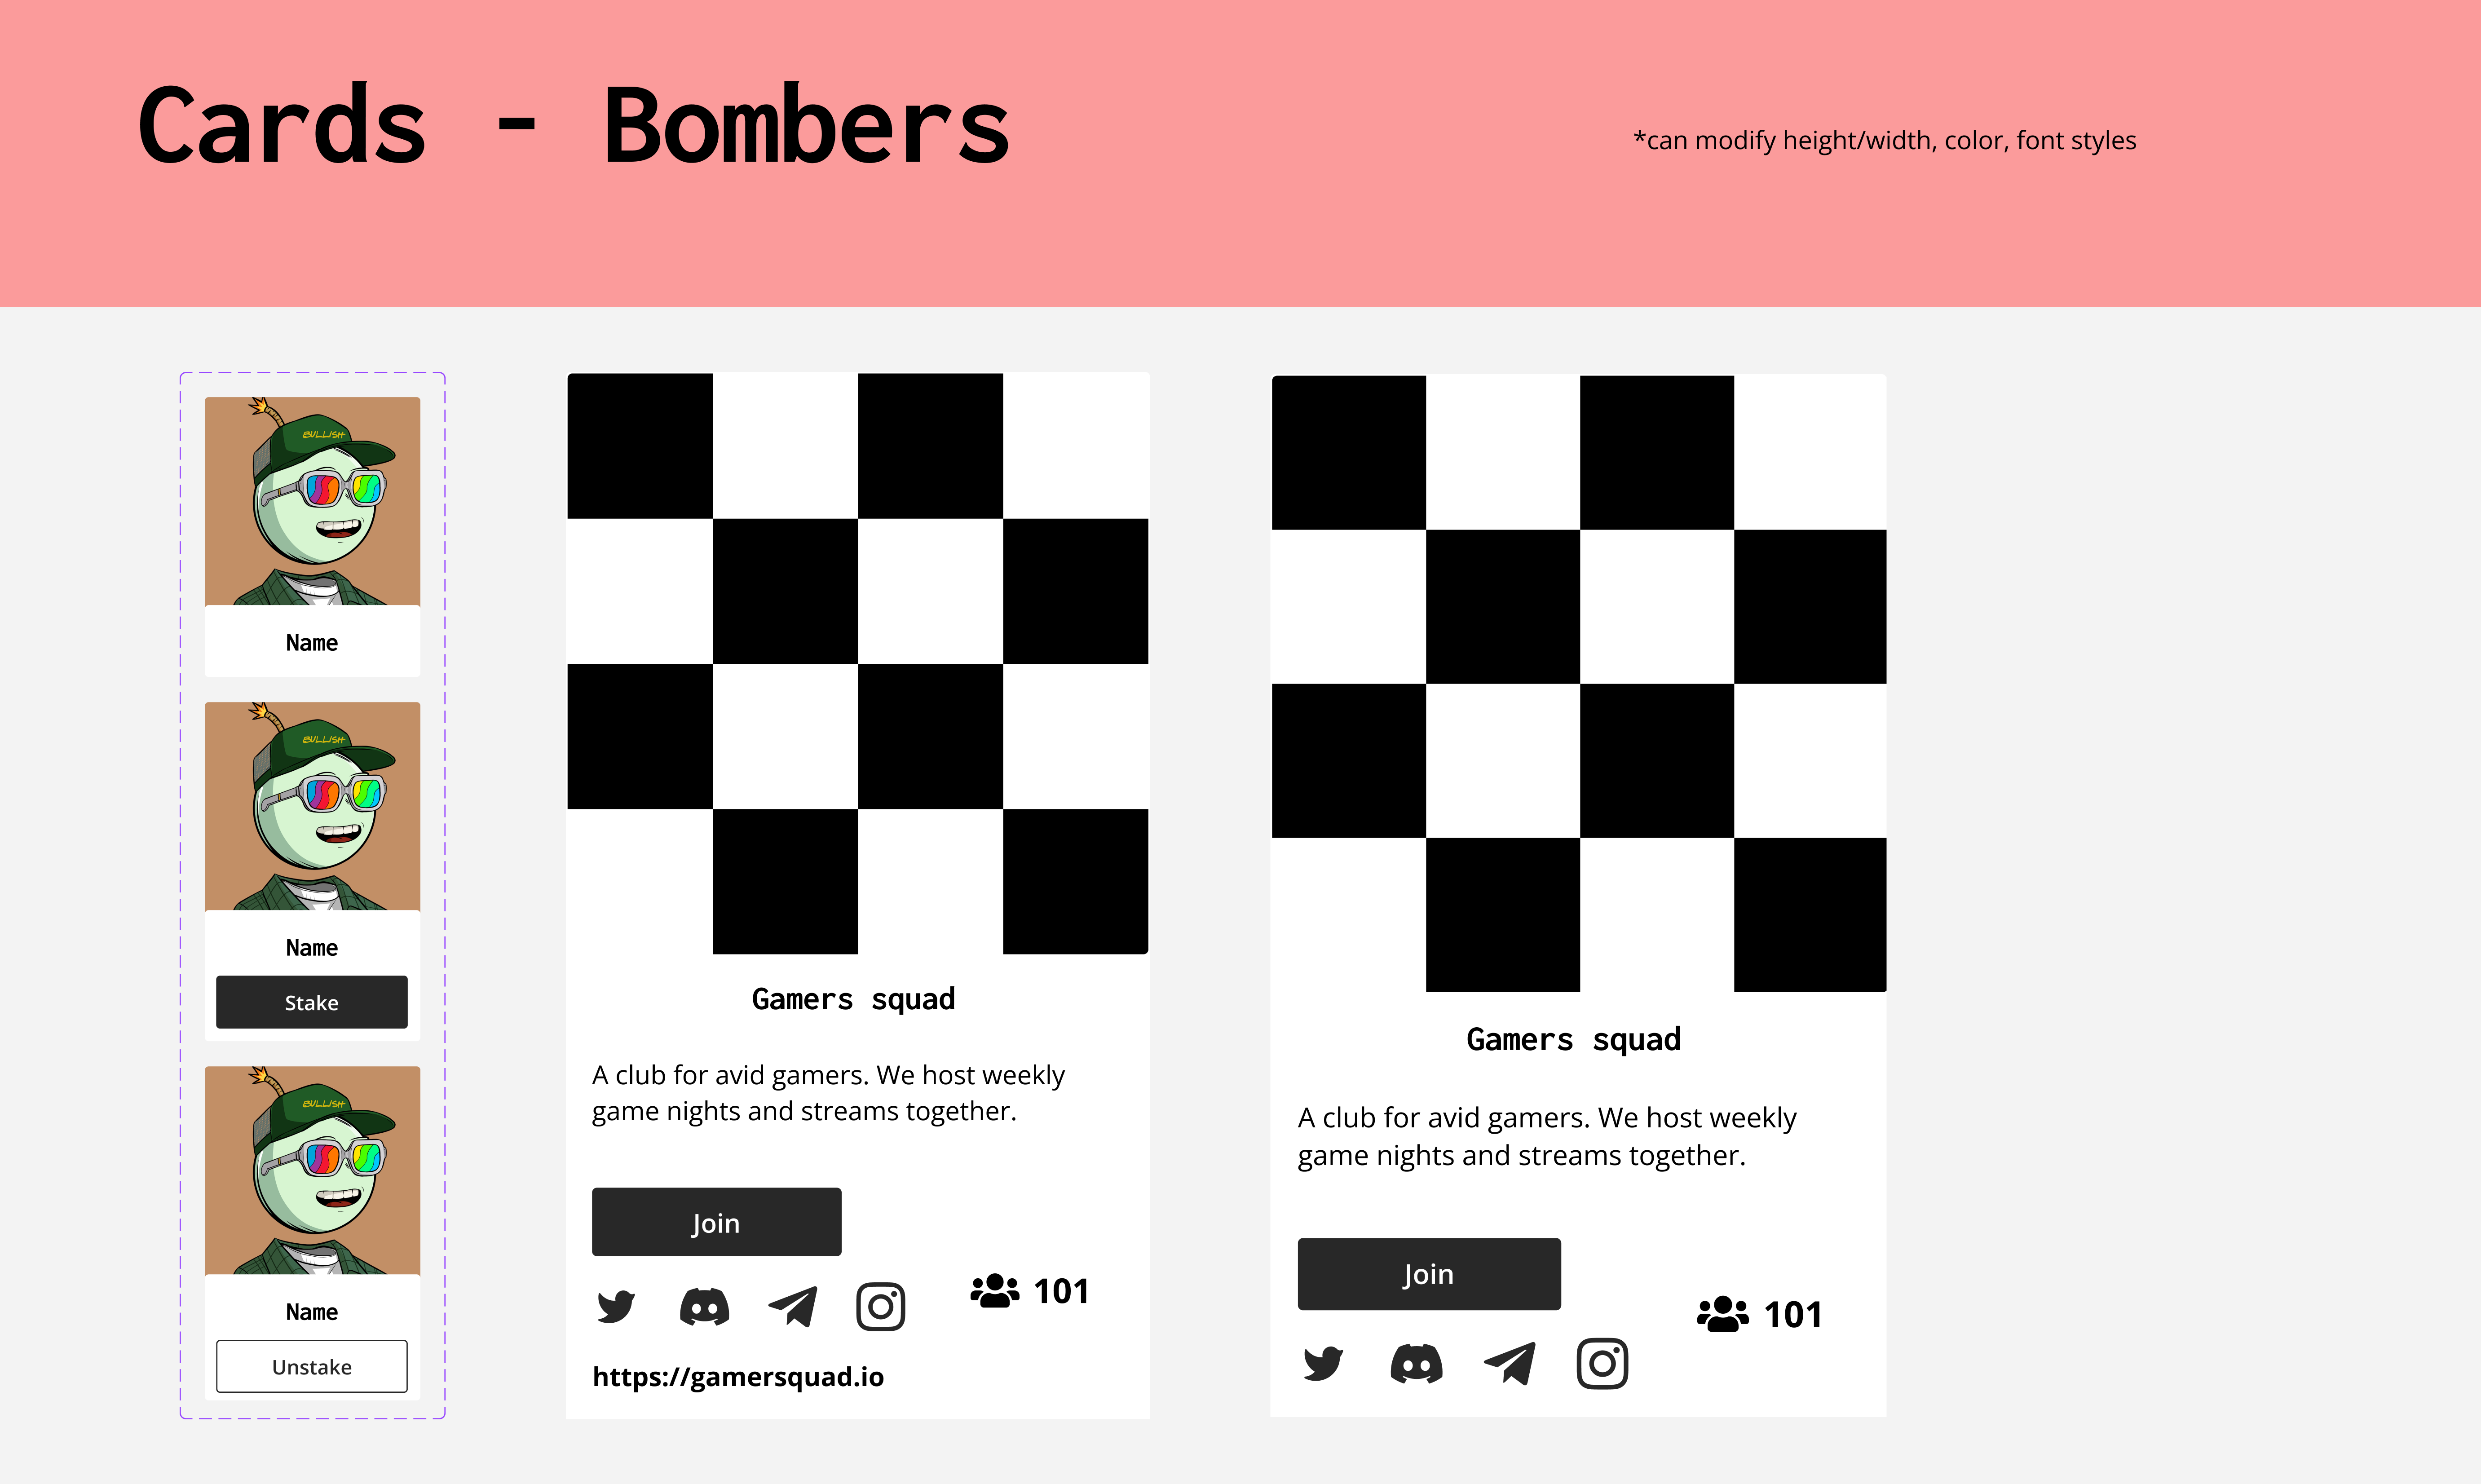 Cards - Bombers
*can modify height/width, color, font styles
BULLISH
Name
BULLISH
Name
Stake
BULLISH
Name
Unstake
Gamers squad
A club for avid gamers. We host weekly
game nights and streams together.
Join
101
https://gamersquad.io
Gamers squad
A club for avid gamers. We host weekly
game nights and streams together.
Join
101